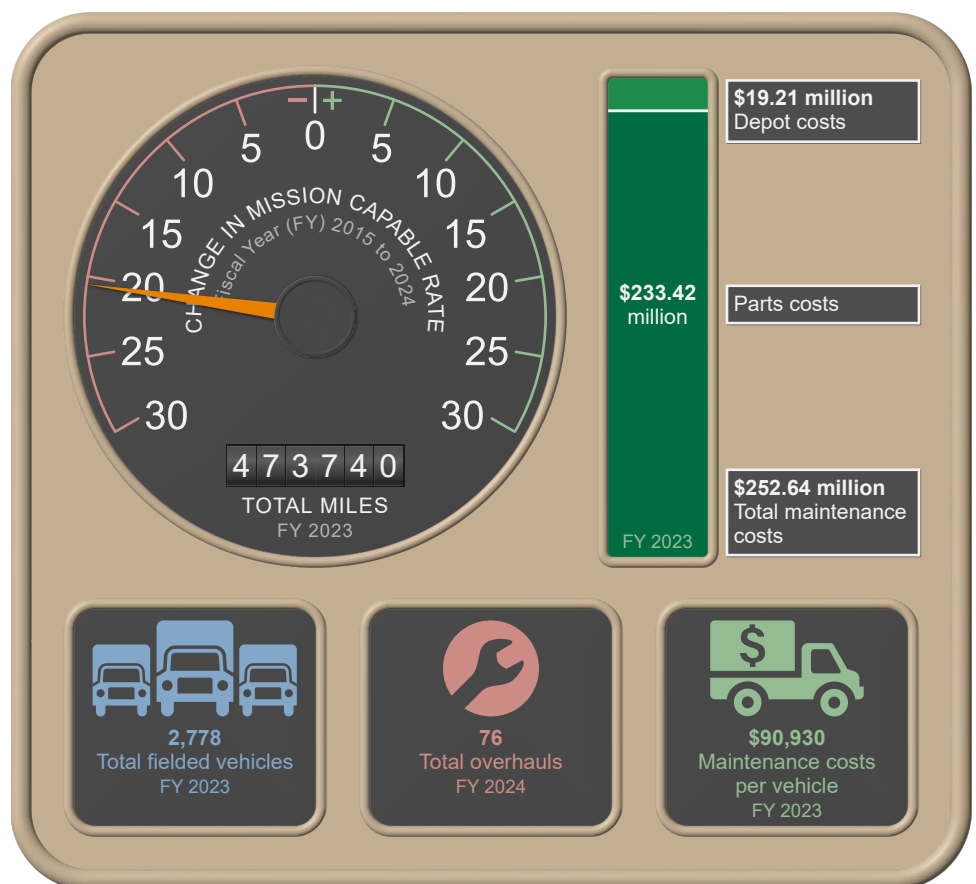 − +
0
5 5
10 10
15 15
20 20
25 25
30 30
CHANGE IN MISSION CAPABLE RATE
Fiscal Year (FY) 2015 to 2024
473740
TOTAL MILES
FY 2023
$19.21 million
Depot costs
$233.42
million
Parts costs
$252.64 million
Total maintenance
costs
FY 2023
2,778
Total fielded vehicles
FY 2023
76
Total overhauls
FY 2024
$
$90,930
Maintenance costs
per vehicle
FY 2023